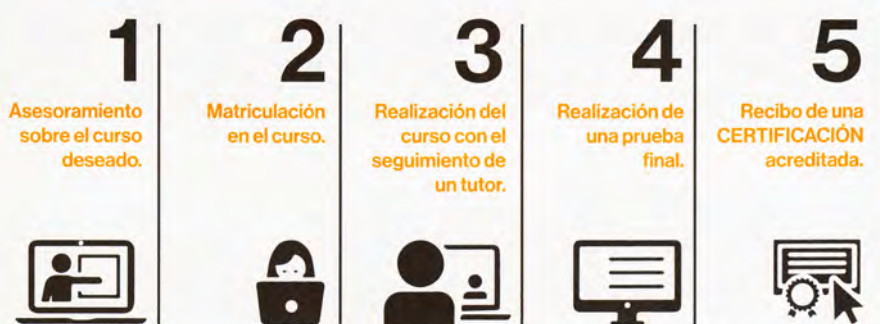 1
Asesoramiento
sobre el curso
deseado.
2
Matriculación
en el curso.
3
Realización del
curso con el
seguimiento de
un tutor.
4
Realización de
una prueba
final.
5
Recibo de una
CERTIFICACIÓN
acreditada.